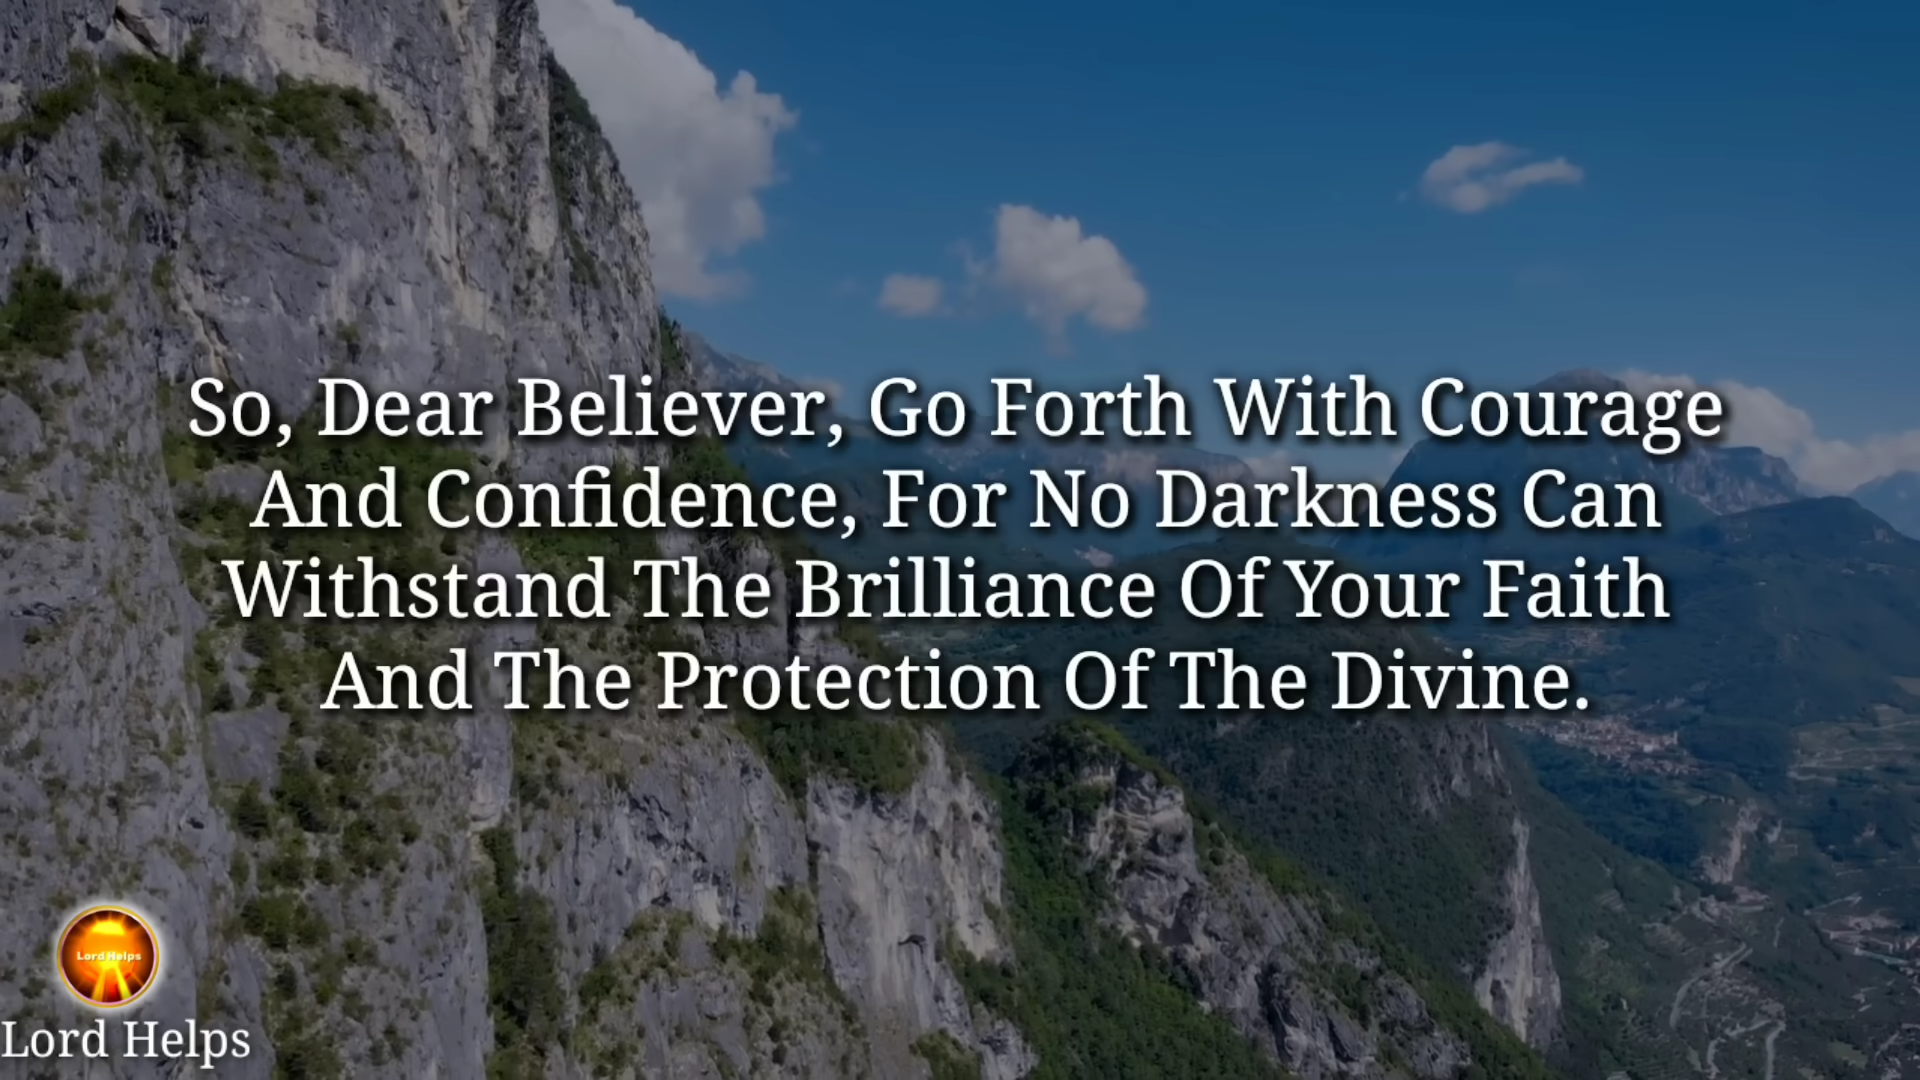 So, Dear Believer, Go Forth With Courage
And Confidence, For No Darkness Can
Withstand The Brilliance Of Your Faith
And The Protection Of The Divine.
Lord Helps
Lord Helps